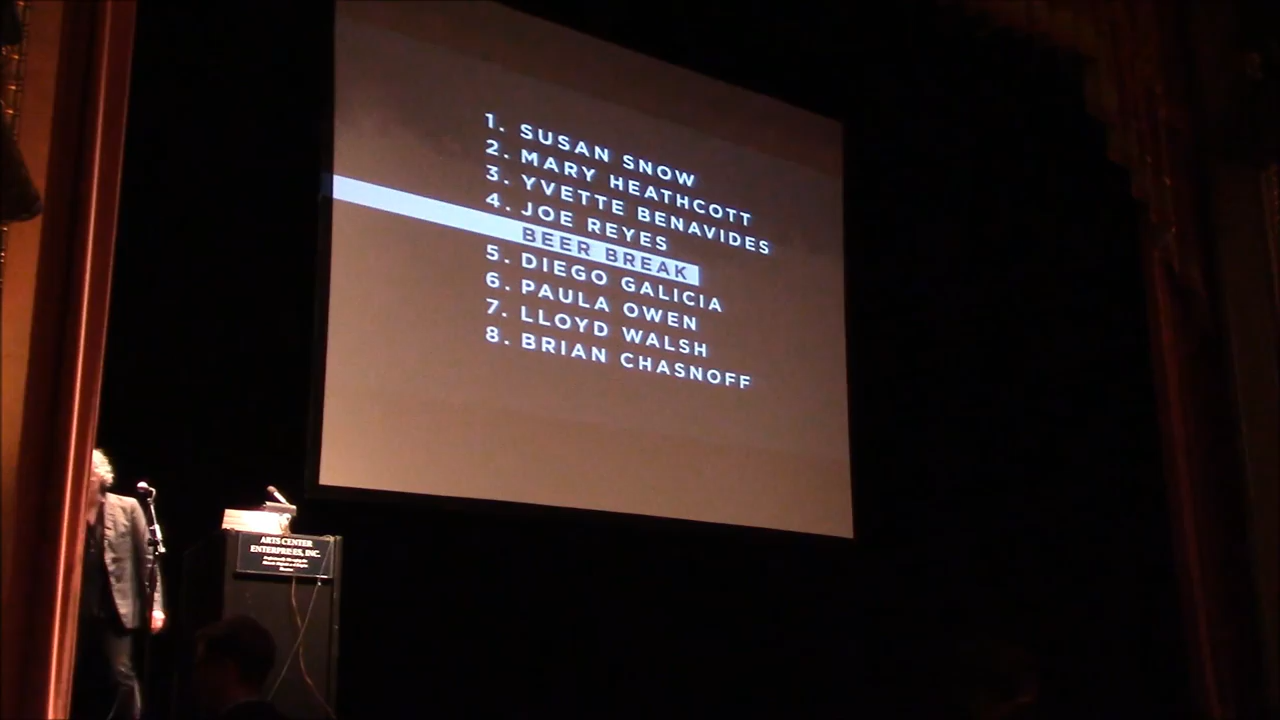 1. SUSAN SNOW
2. MARY HEATHCOTT
3. YVETTE BENAVIDES
4. JOE REYES
BEER BREAK
5. DIEGO GALICIA
6. PAULA OWEN
7. LLOYD WALSH
8. BRIAN CHASNOFF
ARTS CENTER
ENTERPRISES, INC.